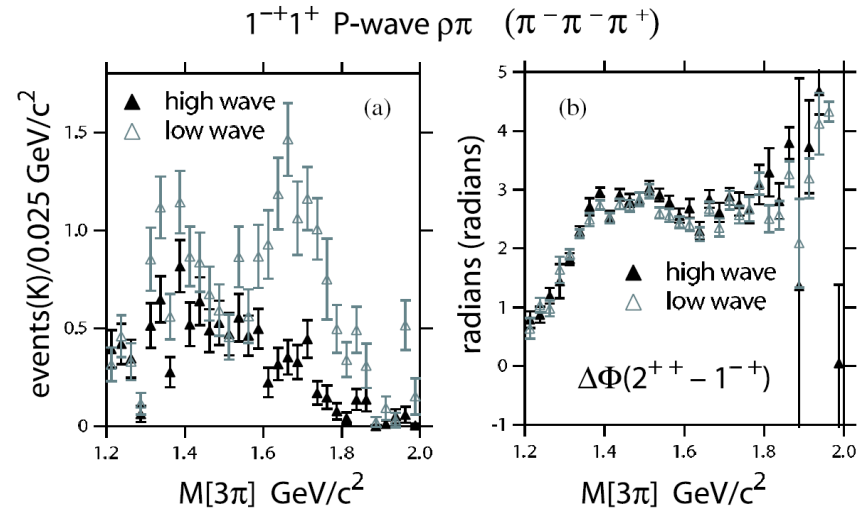 1⁻⁺1⁺ P-wave ρπ (π⁻π⁻π⁺)
events(K)/0.025 GeV/c²
1.5
1.0
0.5
0
high wave
low wave
(a)
1.2 1.4 1.6 1.8 2.0
M[3π] GeV/c²
radians (radians)
5
4
3
2
1
0
-1
(b)
high wave
low wave
ΔΦ(2⁺⁺ – 1⁻⁺)
1.2 1.4 1.6 1.8 2.0
M[3π] GeV/c²